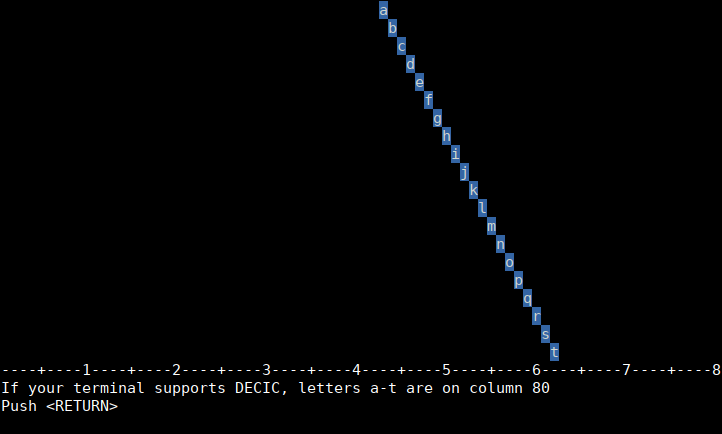 a
b
c
d
e
f
g
h
i
j
k
l
m
n
o
p
q
r
s
t
----+----1----+----2----+----3----+----4----+----5----+----6----+----7----+----8
If your terminal supports DECIC, letters a-t are on column 80
Push <RETURN>